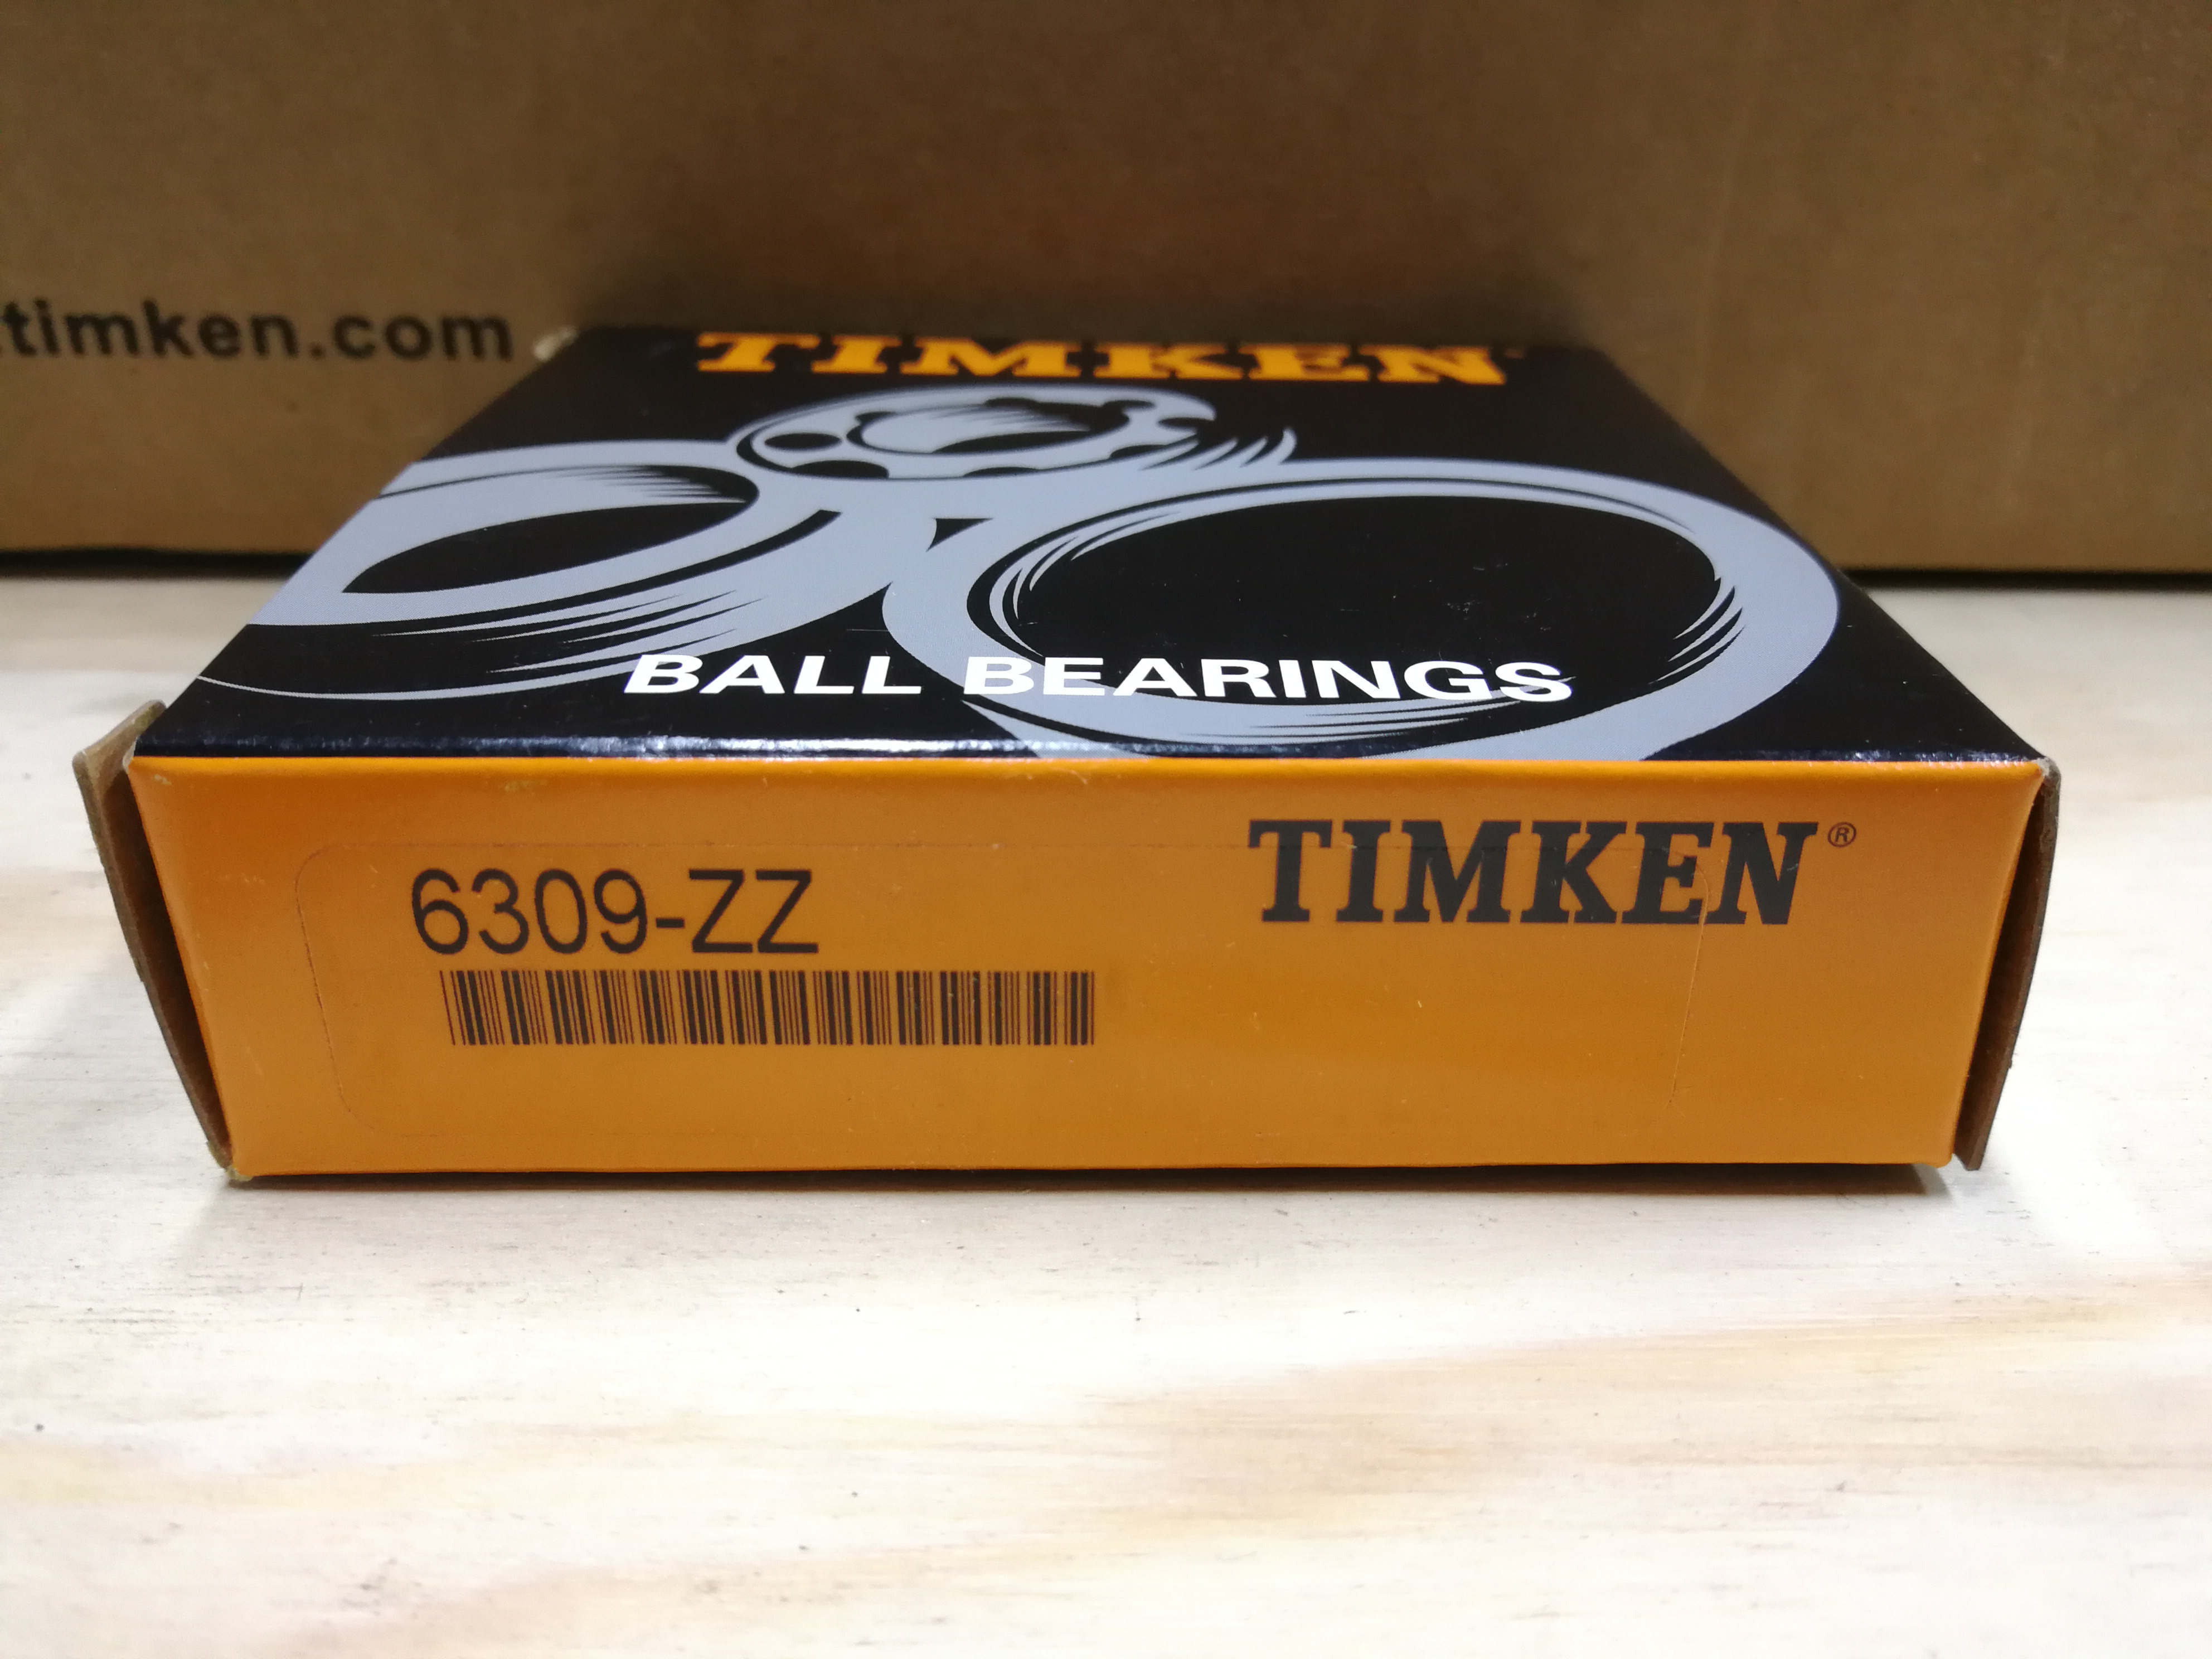 timken.com
TIMKEN
BALL BEARINGS
TIMKEN®
6309-ZZ